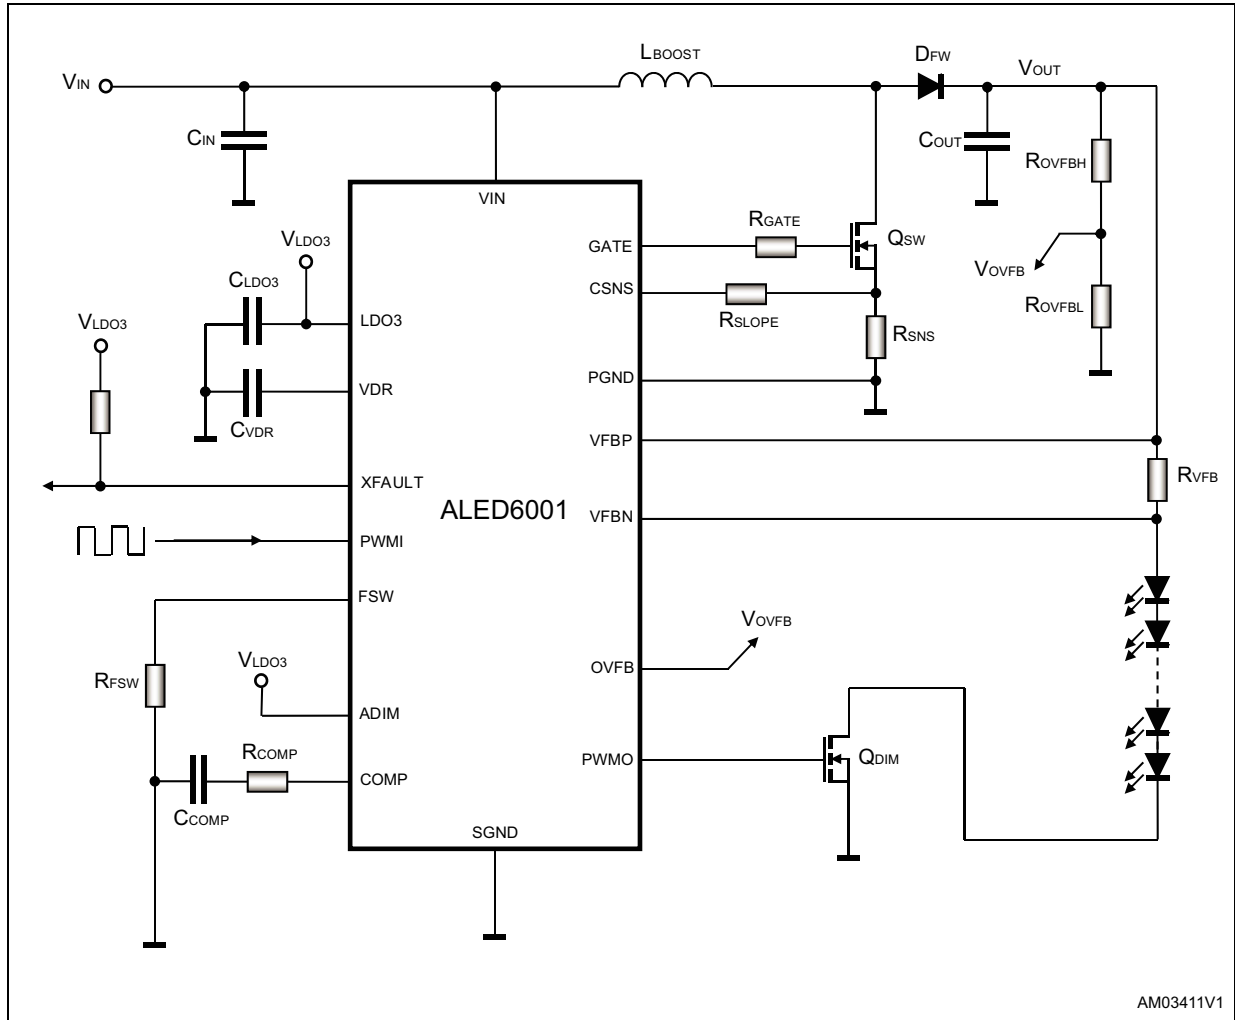 LBOOST
DFW
VOUT
VIN
CIN
COUT
ROVFBH
VIN
RGATE
VLDO3
GATE
QSW
CLDO3
VOVFB
CSNS
ROVFBL
VLDO3
LDO3
RSLOPE
RSNS
PGND
VDR
CVDR
VFBP
RVFB
XFAULT
ALED6001
VFBN
PWMI
FSW
VOVFB
VLDO3
OVFB
RFSW
ADIM
RCOMP
PWMO
QDIM
COMP
CCOMP
SGND
AM03411V1